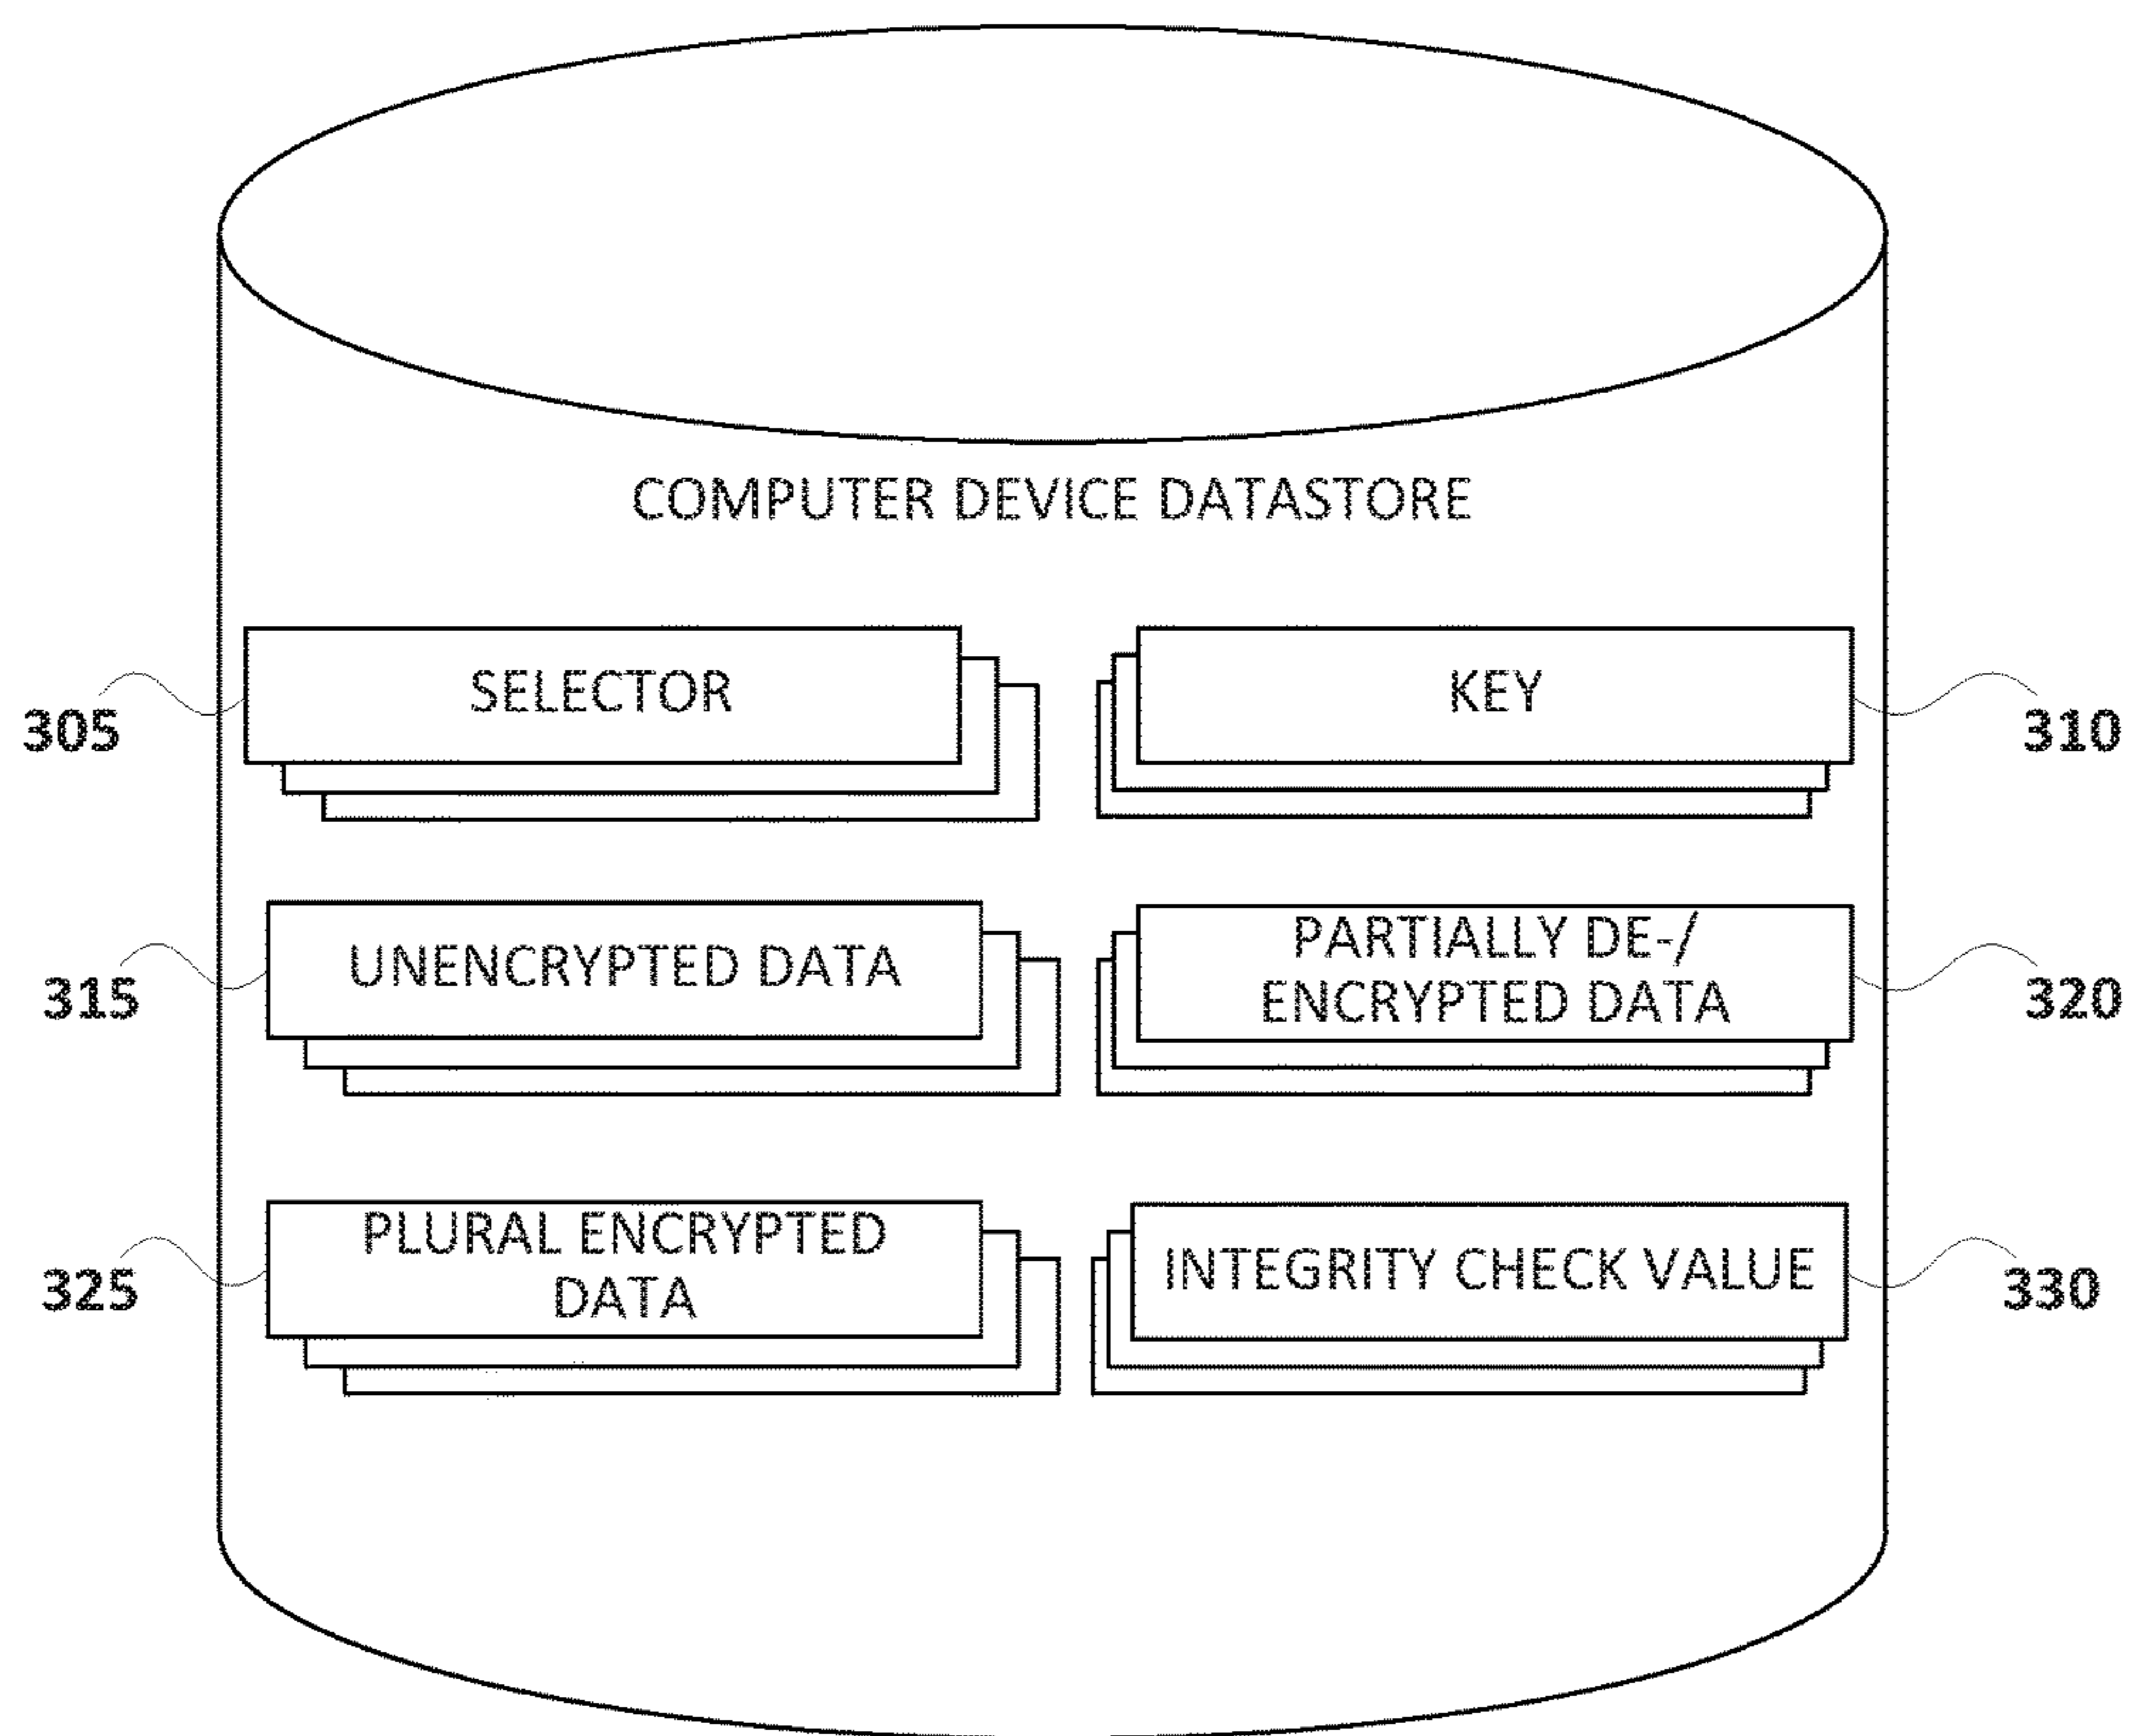 COMPUTER DEVICE DATASTORE
SELECTOR
KEY
305
310
UNENCRYPTED DATA
PARTIALLY DE-/
ENCRYPTED DATA
315
320
PLURAL ENCRYPTED
DATA
INTEGRITY CHECK VALUE
325
330